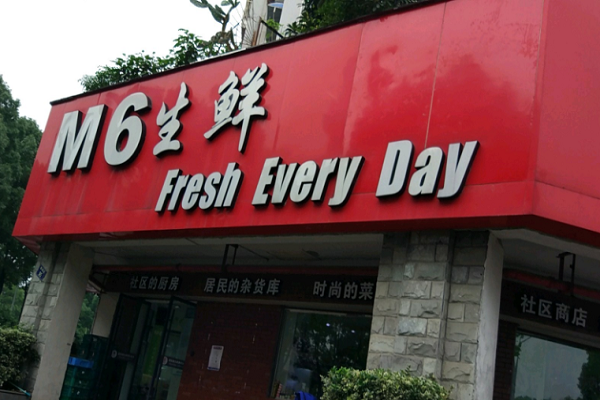 M6生鲜
Fresh Every Day
社区的厨房
居民的杂货库
时尚的菜
社区商店